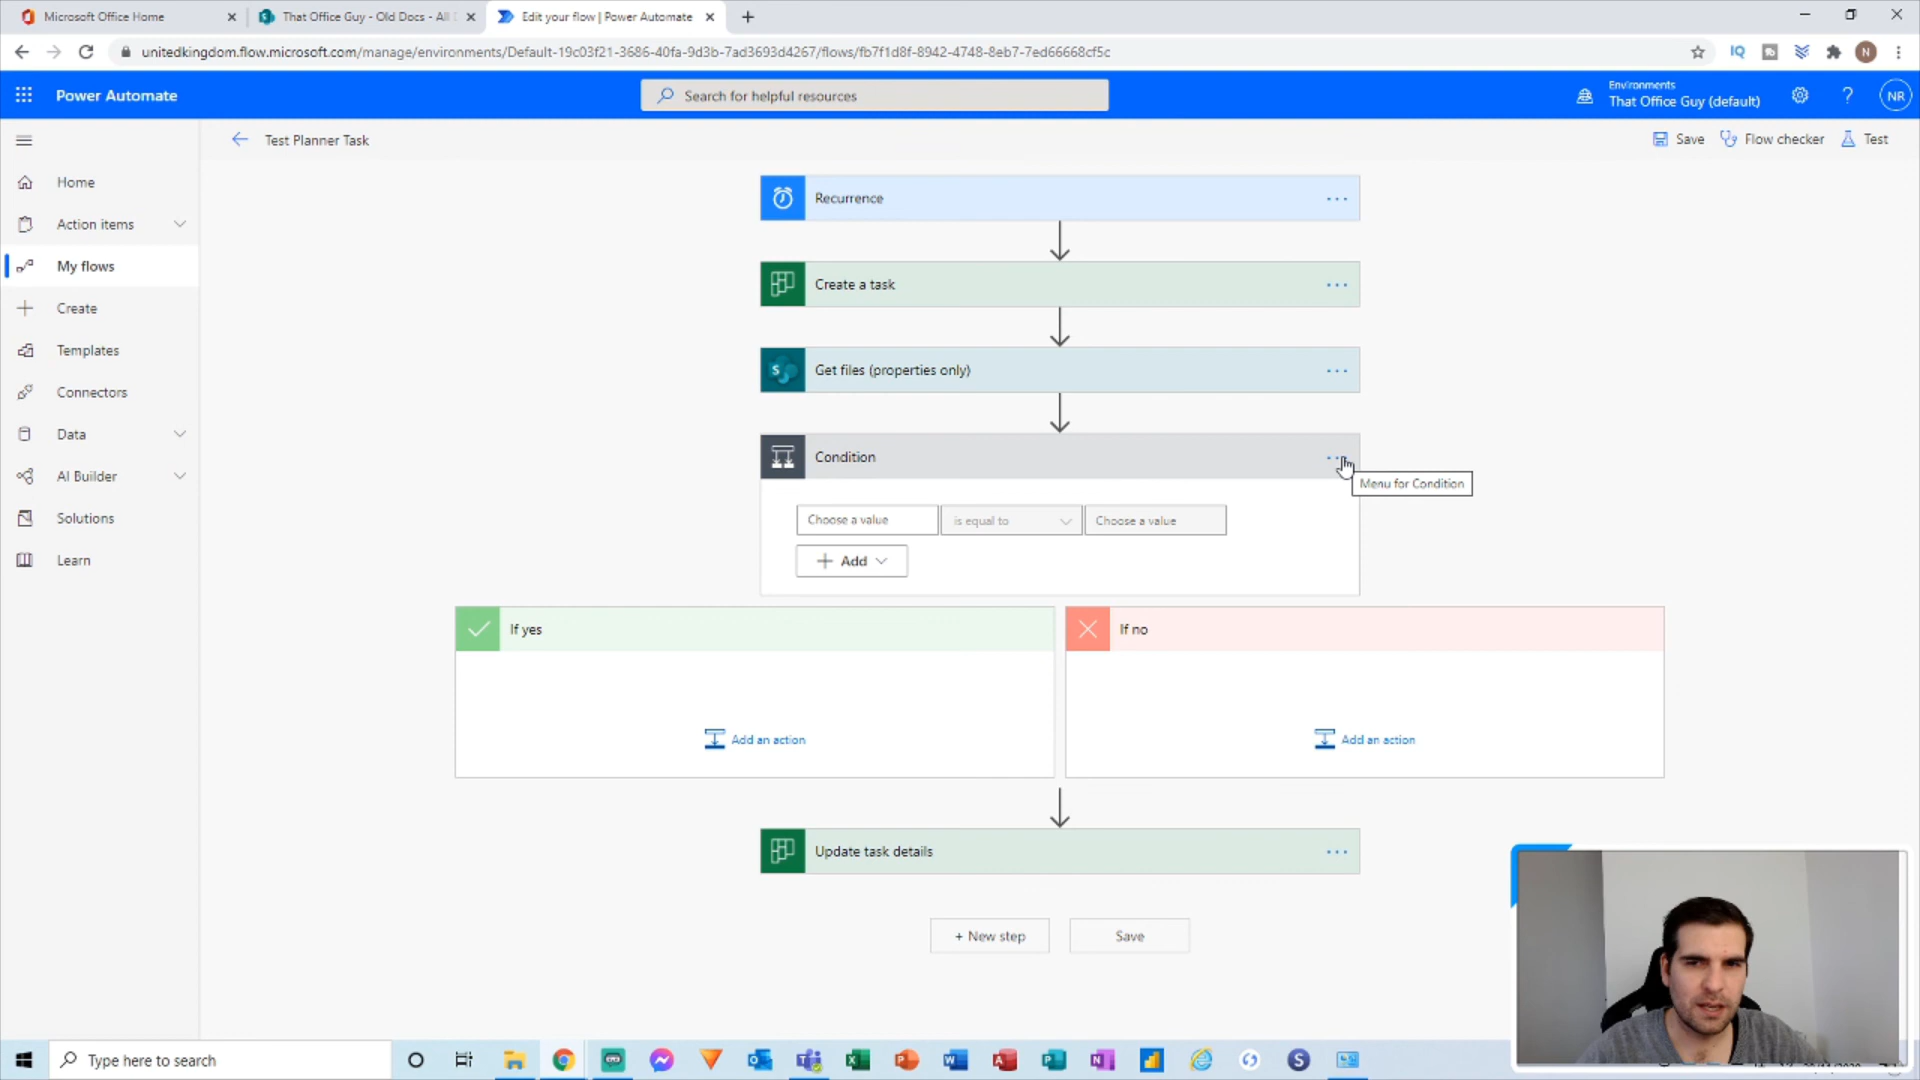 Microsoft Office Home
That Office Guy - Old Docs - All D
Edit your flow | Power Automate
unitedkingdom.flow.microsoft.com/manage/environments/Default-19c03f21-3686-40fa-9d3b-7ad3693d4267/flows/fb7f1d8f-8942-4748-8eb7-7ed66668cf5c
IQ
N
Power Automate
Search for helpful resources
Environments
That Office Guy (default)
?
NR
Test Planner Task
Save
Flow checker
Test
Home
Action items
My flows
Create
Templates
Connectors
Data
AI Builder
Solutions
Learn
Recurrence
Create a task
Get files (properties only)
Condition
Menu for Condition
Choose a value
is equal to
Choose a value
Add
If yes
If no
Add an action
Add an action
Update task details
+ New step
Save
Type here to search